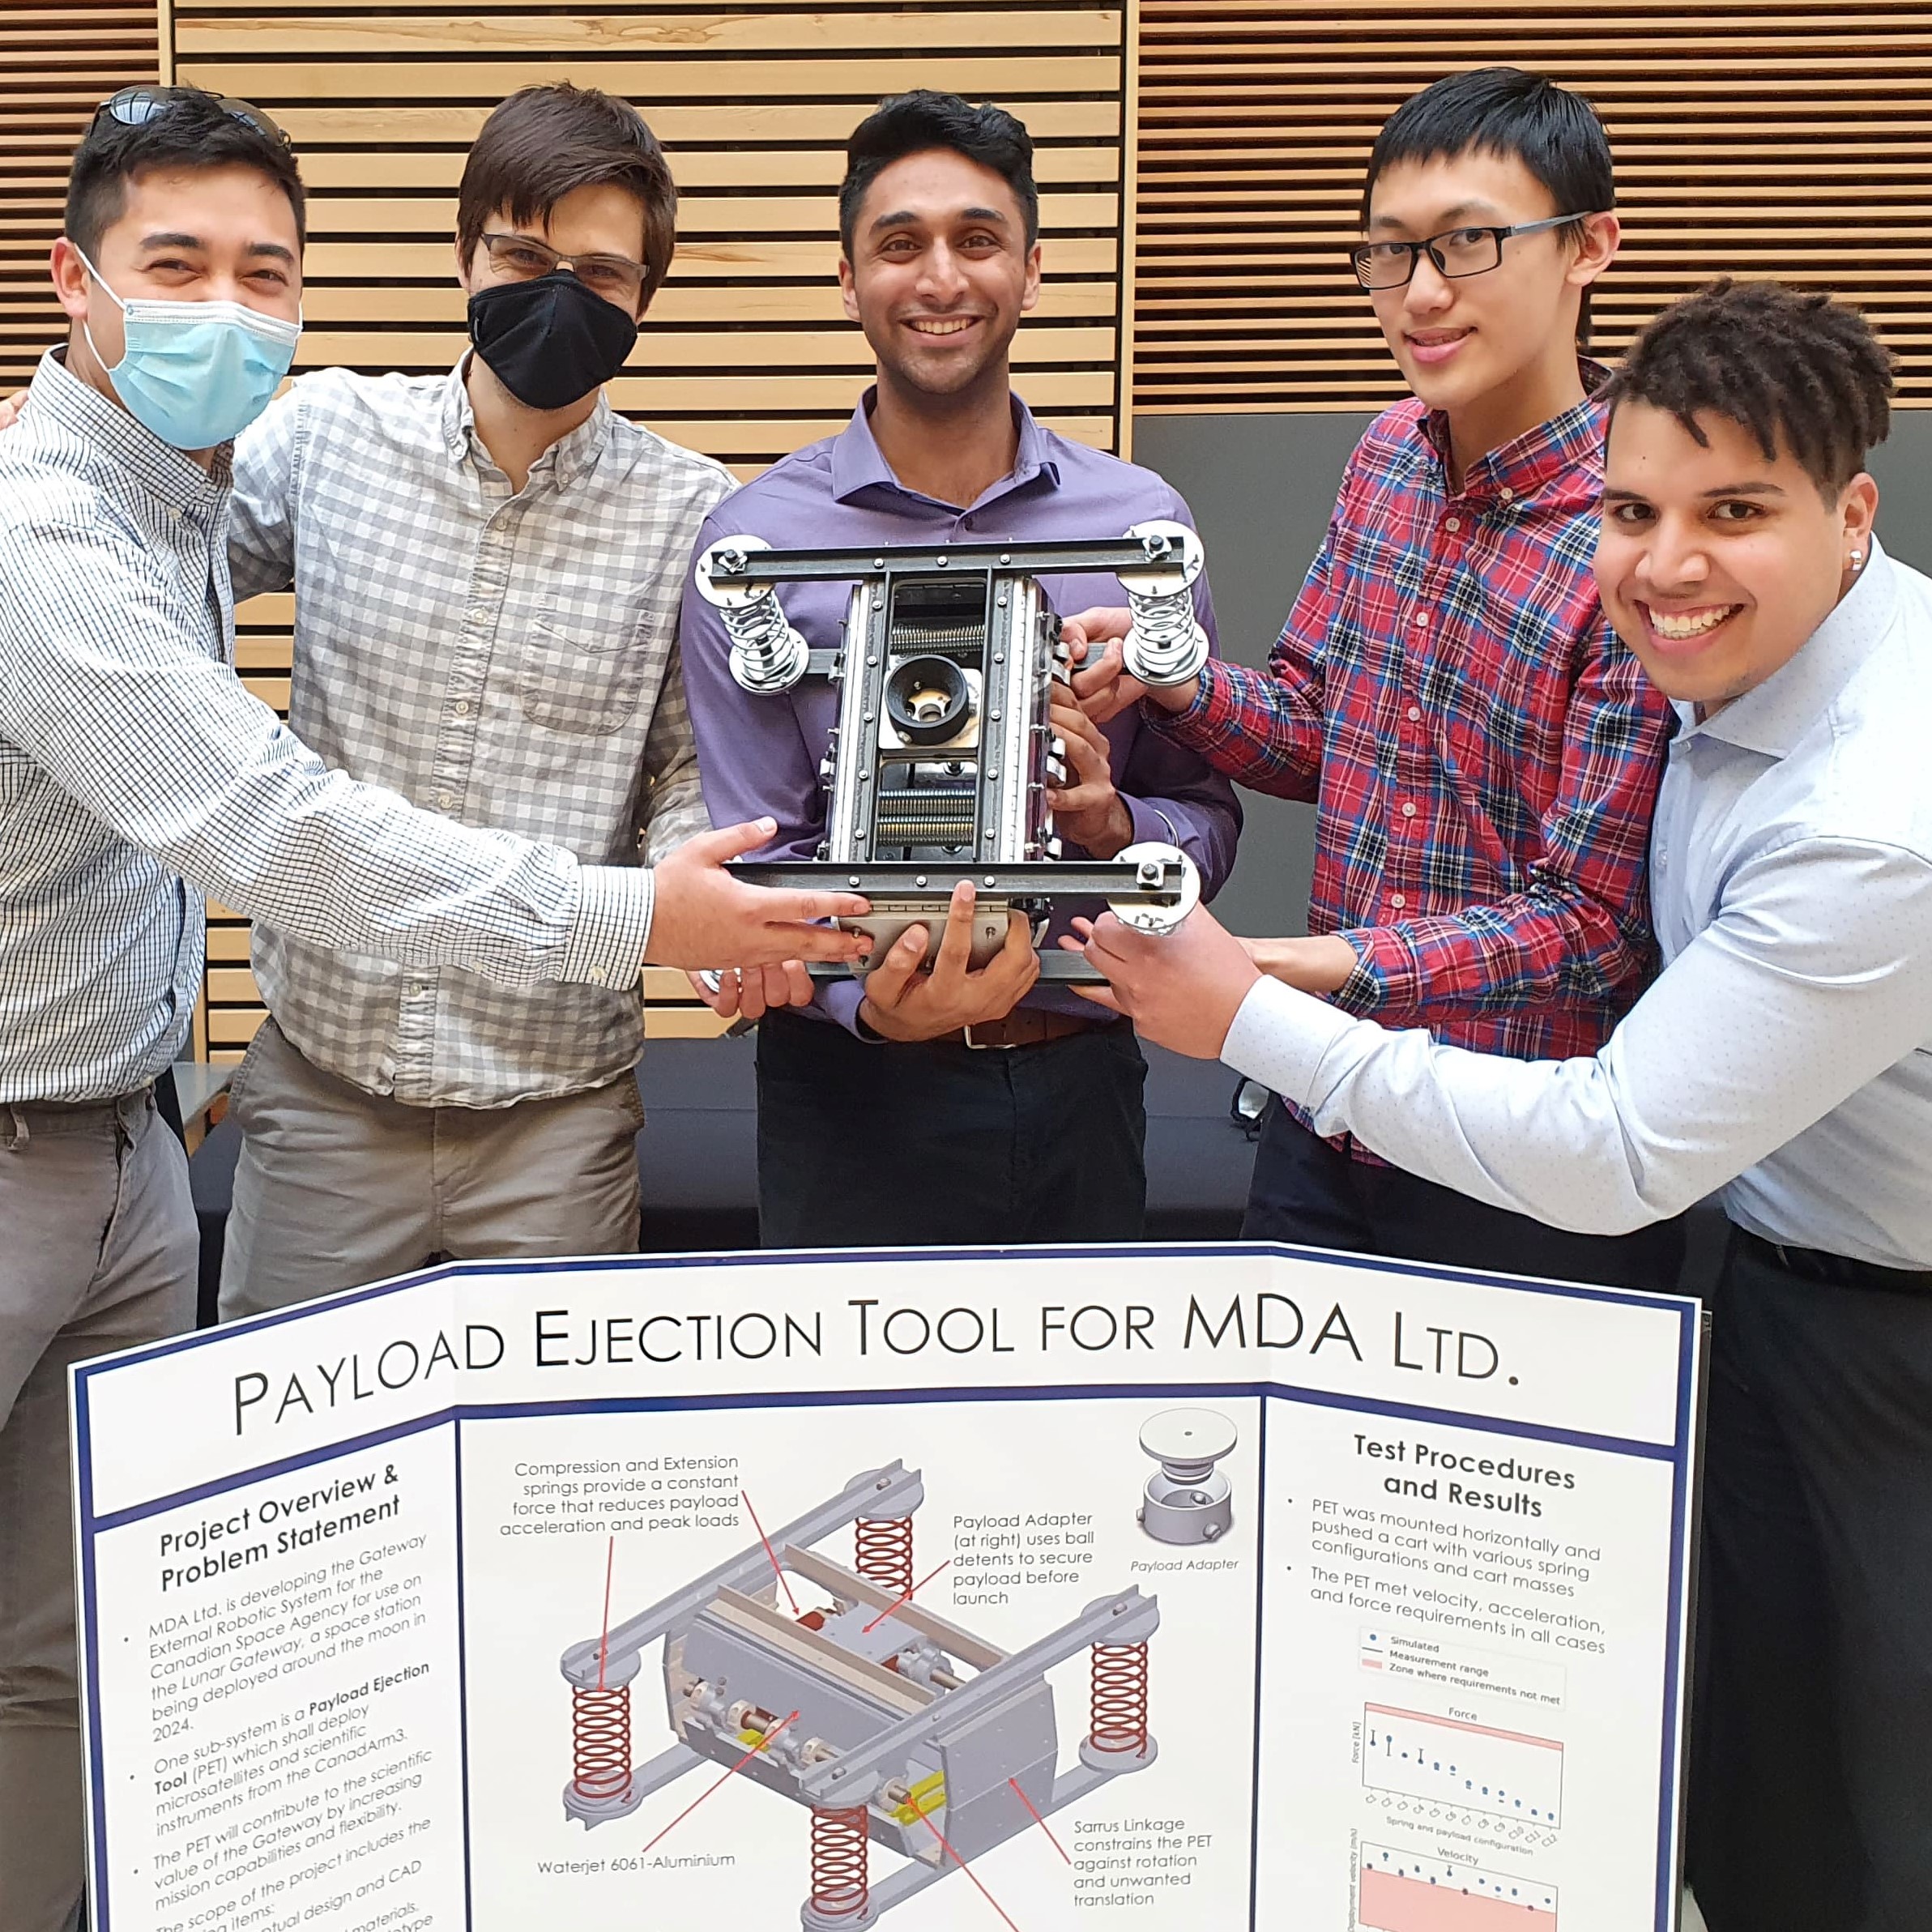 PAYLOAD EJECTION TOOL FOR MDA LTD.
Project Overview &
Problem Statement
• MDA Ltd. is developing the Gateway
External Robotic System for the
Canadian Space Agency for use on
the Lunar Gateway, a space station
being deployed around the moon in
2024.
• One sub-system is a Payload Ejection
Tool (PET) which shall deploy
microsatellites and scientific
instruments from the CanadArm3.
• The PET will contribute to the scientific
value of the Gateway by increasing
mission capabilities and flexibility.
The scope of the project includes the
items:
design and CAD
materials.
Compression and Extension
springs provide a constant
force that reduces payload
acceleration and peak loads
Payload Adapter
(at right) uses ball
detents to secure
payload before
launch
Payload Adapter
Waterjet 6061-Aluminium
Sarrus Linkage
constrains the PET
against rotation
and unwanted
translation
Test Procedures
and Results
• PET was mounted horizontally and
pushed a cart with various spring
configurations and cart masses
• The PET met velocity, acceleration,
and force requirements in all cases
Simulated
Measurement range
Zone where requirements not met
Force
Force [kN]
Spring and payload configuration
Velocity
Deployment velocity [m/s]